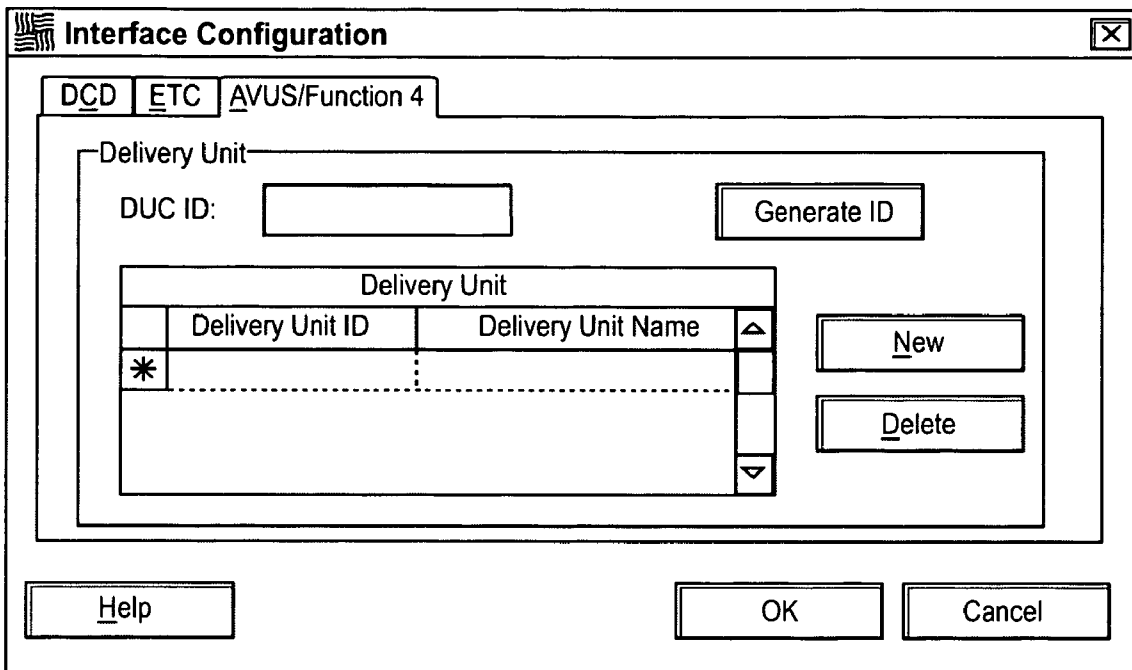 Interface Configuration
DCD ETC AVUS/Function 4
Delivery Unit
DUC ID: Generate ID
Delivery Unit
Delivery Unit ID Delivery Unit Name
New
Delete
Help OK Cancel